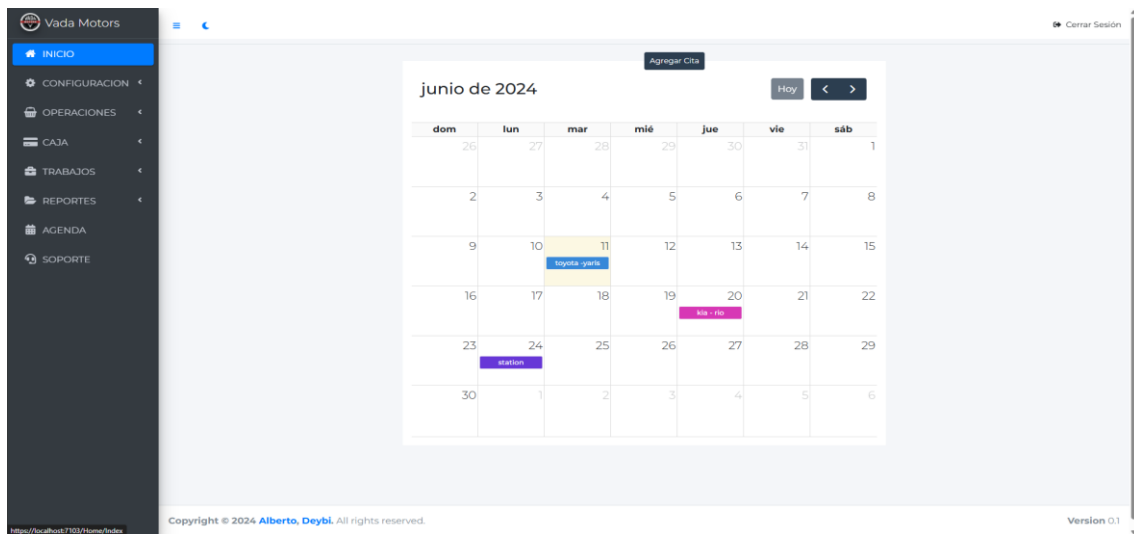 Vada Motors
Cerrar Sesión
INICIO
CONFIGURACION
OPERACIONES
CAJA
TRABAJOS
REPORTES
AGENDA
SOPORTE
Agregar Cita
junio de 2024
Hoy
dom lun mar mié jue vie sáb
26 27 28 29 30 31 1
2 3 4 5 6 7 8
9 10 11 12 13 14 15
toyota -yaris
16 17 18 19 20 21 22
kia - rio
23 24 25 26 27 28 29
station
30 1 2 3 4 5 6
Copyright © 2024 Alberto, Deybi. All rights reserved.
Version 0.1
https://localhost:7103/Home/Index